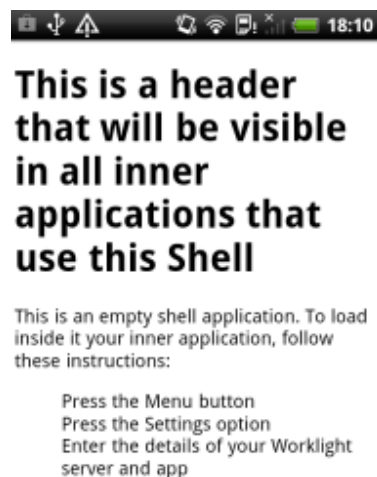 18:10
This is a header
that will be visible
in all inner
applications that
use this Shell
This is an empty shell application. To load
inside it your inner application, follow
these instructions:
Press the Menu button
Press the Settings option
Enter the details of your Worklight
server and app